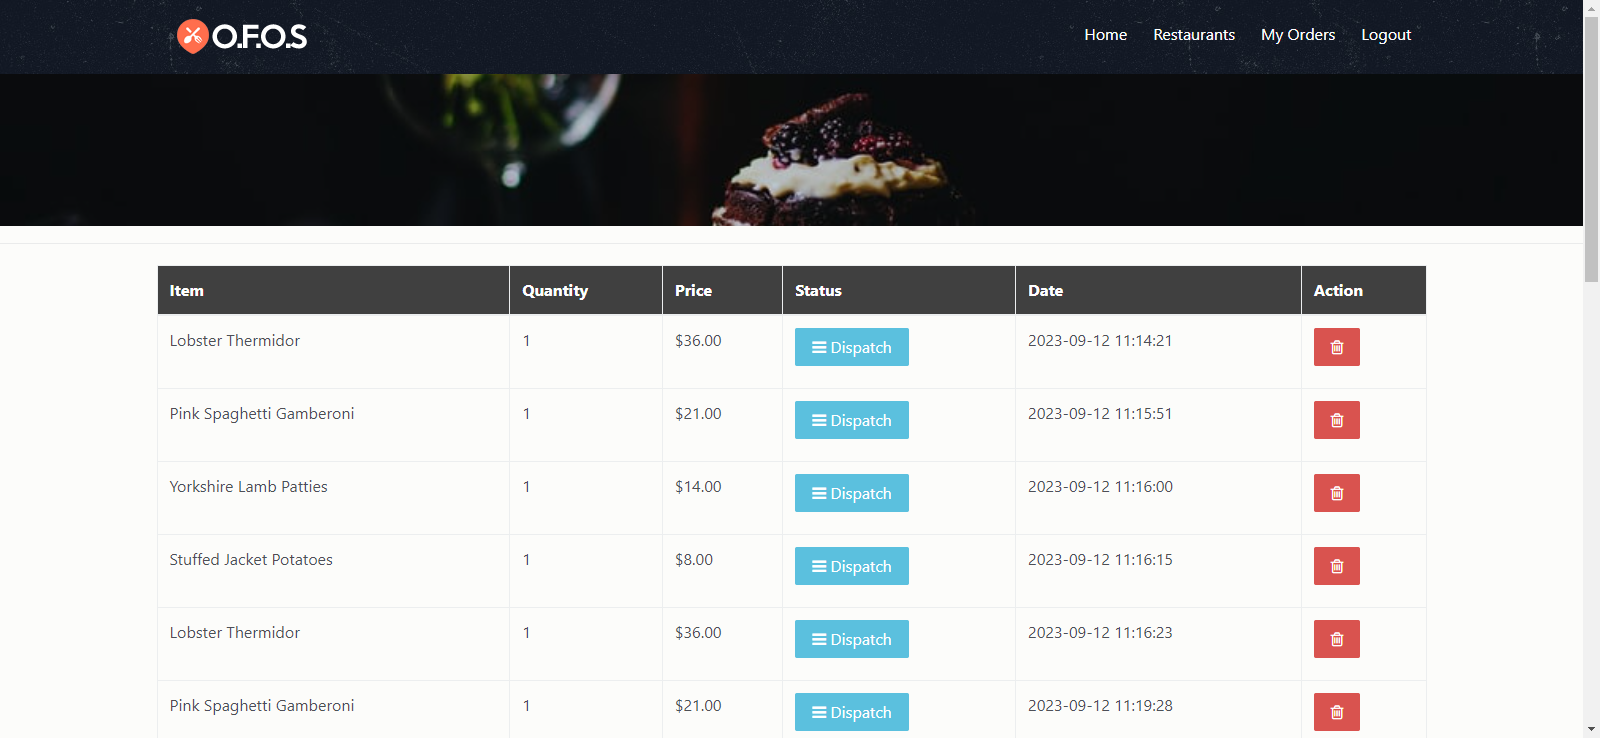 O.F.O.S
Home Restaurants My Orders Logout
Item Quantity Price Status Date Action
Lobster Thermidor 1 $36.00 Dispatch 2023-09-12 11:14:21
Pink Spaghetti Gamberoni 1 $21.00 Dispatch 2023-09-12 11:15:51
Yorkshire Lamb Patties 1 $14.00 Dispatch 2023-09-12 11:16:00
Stuffed Jacket Potatoes 1 $8.00 Dispatch 2023-09-12 11:16:15
Lobster Thermidor 1 $36.00 Dispatch 2023-09-12 11:16:23
Pink Spaghetti Gamberoni 1 $21.00 Dispatch 2023-09-12 11:19:28